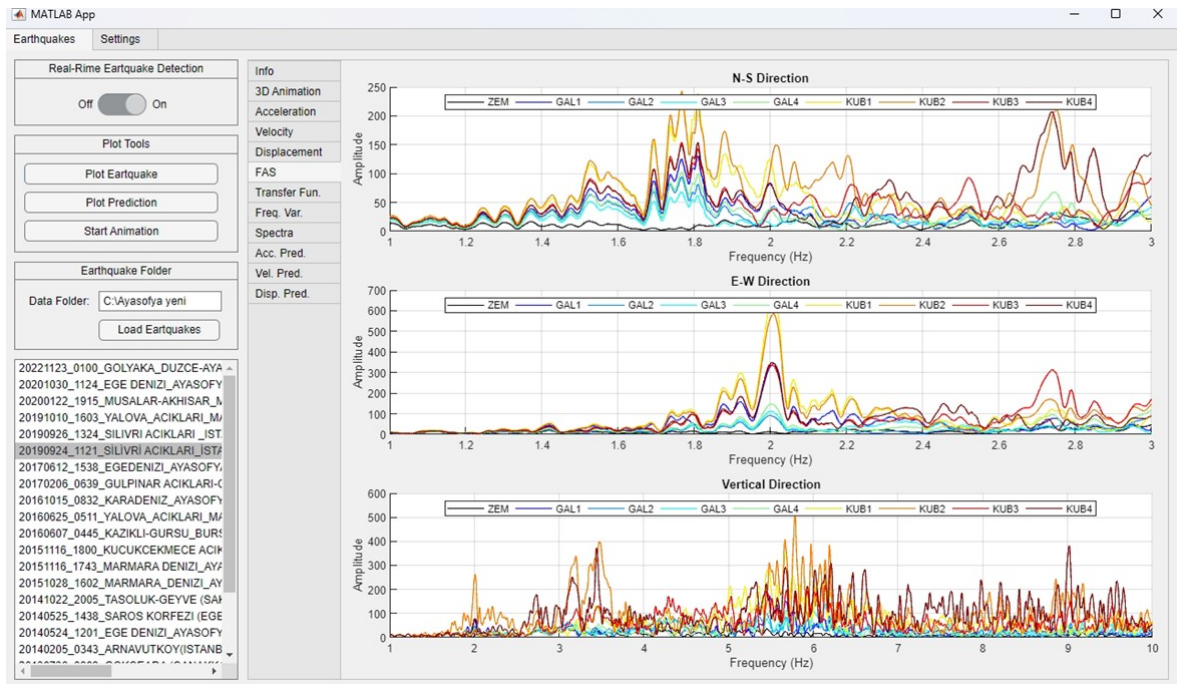 MATLAB App
Earthquakes Settings
Real-Rime Eartquake Detection
Off On
Plot Tools
Plot Eartquake
Plot Prediction
Start Animation
Earthquake Folder
Data Folder: C:\Ayasofya yeni
Load Eartquakes
20221123_0100_GOLYAKA_DUZCE-AYA
20201030_1124_EGE DENIZI_AYASOFY
20200122_1915_MUSALAR-AKHISAR_M
20191010_1603_YALOVA_ACIKLARI_MA
20190926_1324_SILIVRI ACIKLARI _IST.
20190924_1121_SİLİVRİ ACIKLARI_İSTA
20170612_1538_EGEDENIZI_AYASOFY
20170206_0639_GULPINAR ACIKLARI-C
20161015_0832_KARADENIZ_AYASOFY
20160625_0511_YALOVA_ACIKLARI_MA
20160607_0445_KAZIKLI-GURSU_BURS
20151116_1800_KUCUKCEKMECE ACIK
20151116_1743_MARMARA DENIZI_AYA
20151028_1602_MARMARA_DENIZI_AY
20141022_2005_TASOLUK-GEYVE (SAK
20140525_1438_SAROS KORFEZI (EGE
20140524_1201_EGE DENIZI_AYASOFY
20140205_0343_ARNAVUTKOY(ISTANB
Info
3D Animation
Acceleration
Velocity
Displacement
FAS
Transfer Fun.
Freq. Var.
Spectra
Acc. Pred.
Vel. Pred.
Disp. Pred.
N-S Direction
ZEM GAL1 GAL2 GAL3 GAL4 KUB1 KUB2 KUB3 KUB4
Amplitude
250
200
150
100
50
0
1 1.2 1.4 1.6 1.8 2 2.2 2.4 2.6 2.8 3
Frequency (Hz)
E-W Direction
ZEM GAL1 GAL2 GAL3 GAL4 KUB1 KUB2 KUB3 KUB4
Amplitude
700
600
500
400
300
200
100
0
1 1.2 1.4 1.6 1.8 2 2.2 2.4 2.6 2.8 3
Frequency (Hz)
Vertical Direction
ZEM GAL1 GAL2 GAL3 GAL4 KUB1 KUB2 KUB3 KUB4
Amplitude
600
500
400
300
200
100
0
1 2 3 4 5 6 7 8 9 10
Frequency (Hz)